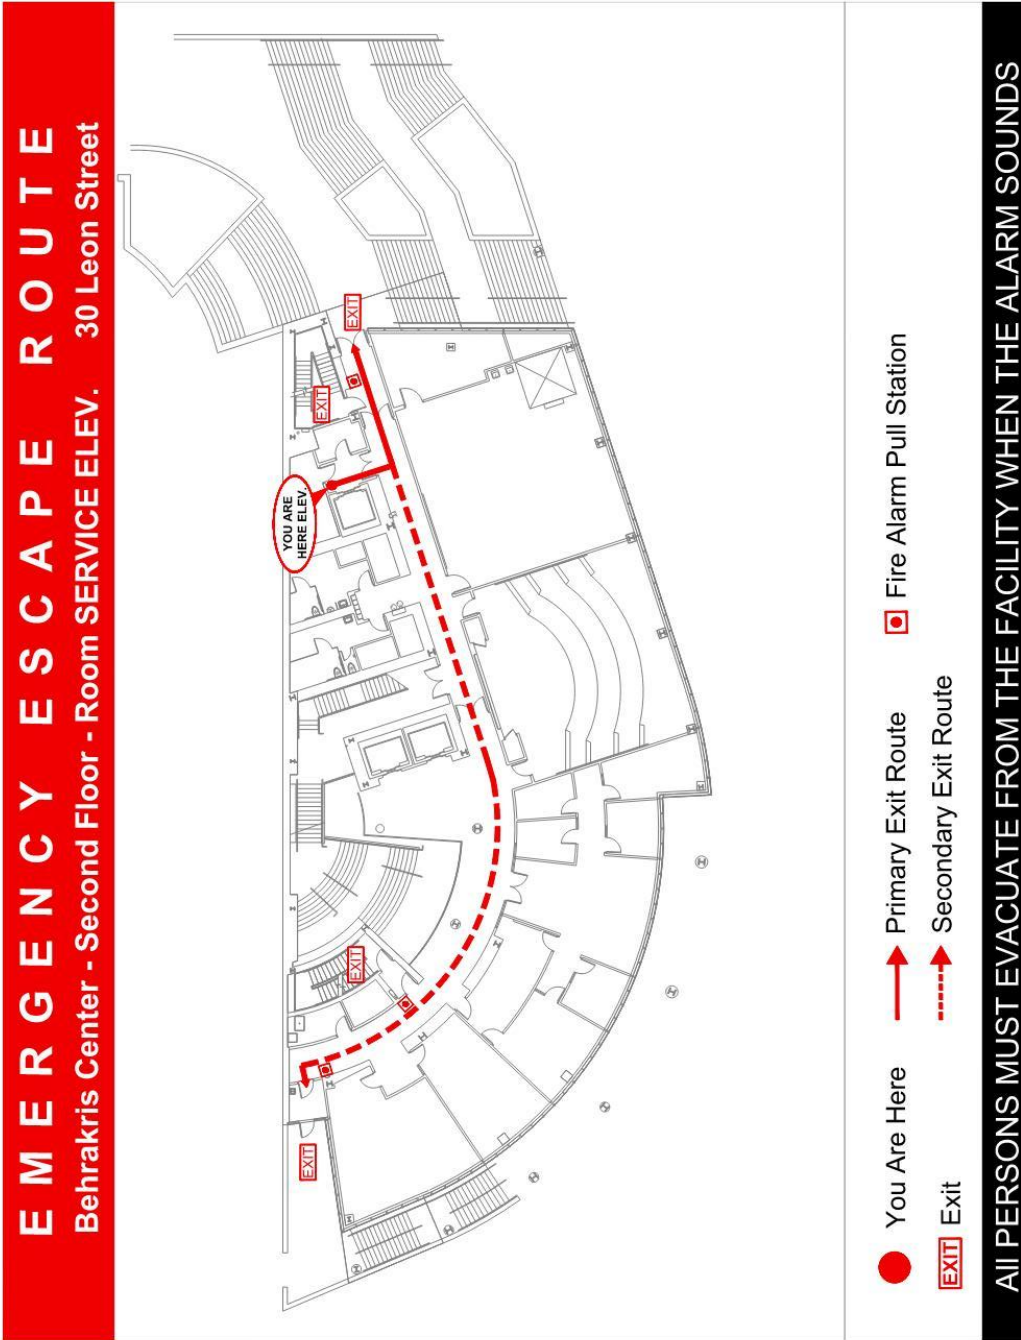 EMERGENCY ESCAPE ROUTE
Behrakris Center - Second Floor - Room SERVICE ELEV. 30 Leon Street
EXIT
EXIT
YOU ARE
HERE ELEV.
EXIT
EXIT
You Are Here
Primary Exit Route
Fire Alarm Pull Station
EXIT Exit
Secondary Exit Route
All PERSONS MUST EVACUATE FROM THE FACILITY WHEN THE ALARM SOUNDS